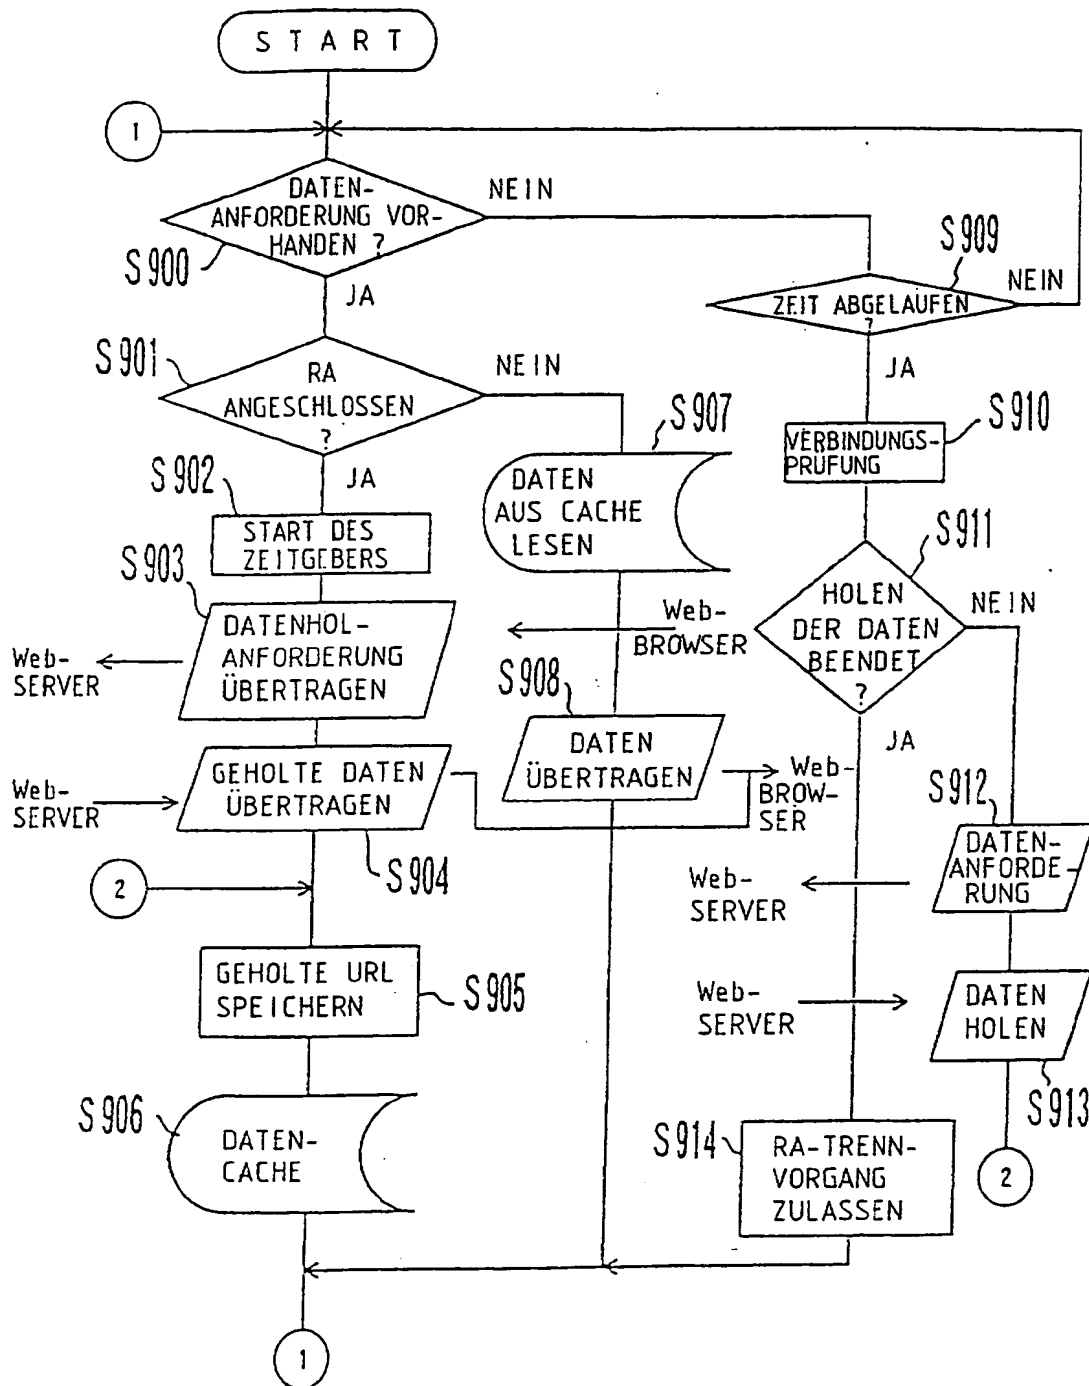 START
1
DATEN-
ANFORDERUNG VOR-
HANDEN ?
NEIN
S900
JA
S909
ZEIT ABGELAUFEN
?
NEIN
JA
S901
RA
ANGESCHLOSSEN
?
NEIN
JA
S907
DATEN
AUS CACHE
LESEN
S910
VERBINDUNGS-
PRÜFUNG
S902
START DES
ZEITGEBERS
S911
HOLEN
DER DATEN
BEENDET
?
NEIN
JA
S903
DATENHOL-
ANFORDERUNG
ÜBERTRAGEN
Web-
SERVER
Web-
BROWSER
S908
DATEN
ÜBERTRAGEN
Web-
BROW-
SER
Web-
SERVER
GEHOLTE DATEN
ÜBERTRAGEN
S904
S912
DATEN-
ANFORDE-
RUNG
Web-
SERVER
2
GEHOLTE URL
SPEICHERN
S905
Web-
SERVER
DATEN
HOLEN
S913
2
S906
DATEN-
CACHE
S914
RA-TRENN-
VORGANG
ZULASSEN
1